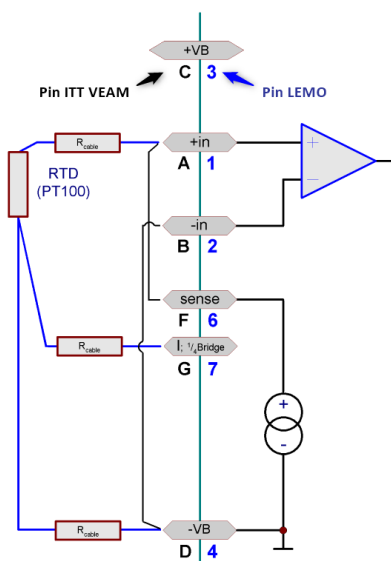 +VB
C 3
Pin ITT VEAM
Pin LEMO
Rcable
+in
A 1
+
RTD
(PT100)
-in
B 2
−
sense
F 6
I; 1/4Bridge
Rcable
G 7
+
-
Rcable
-VB
D 4